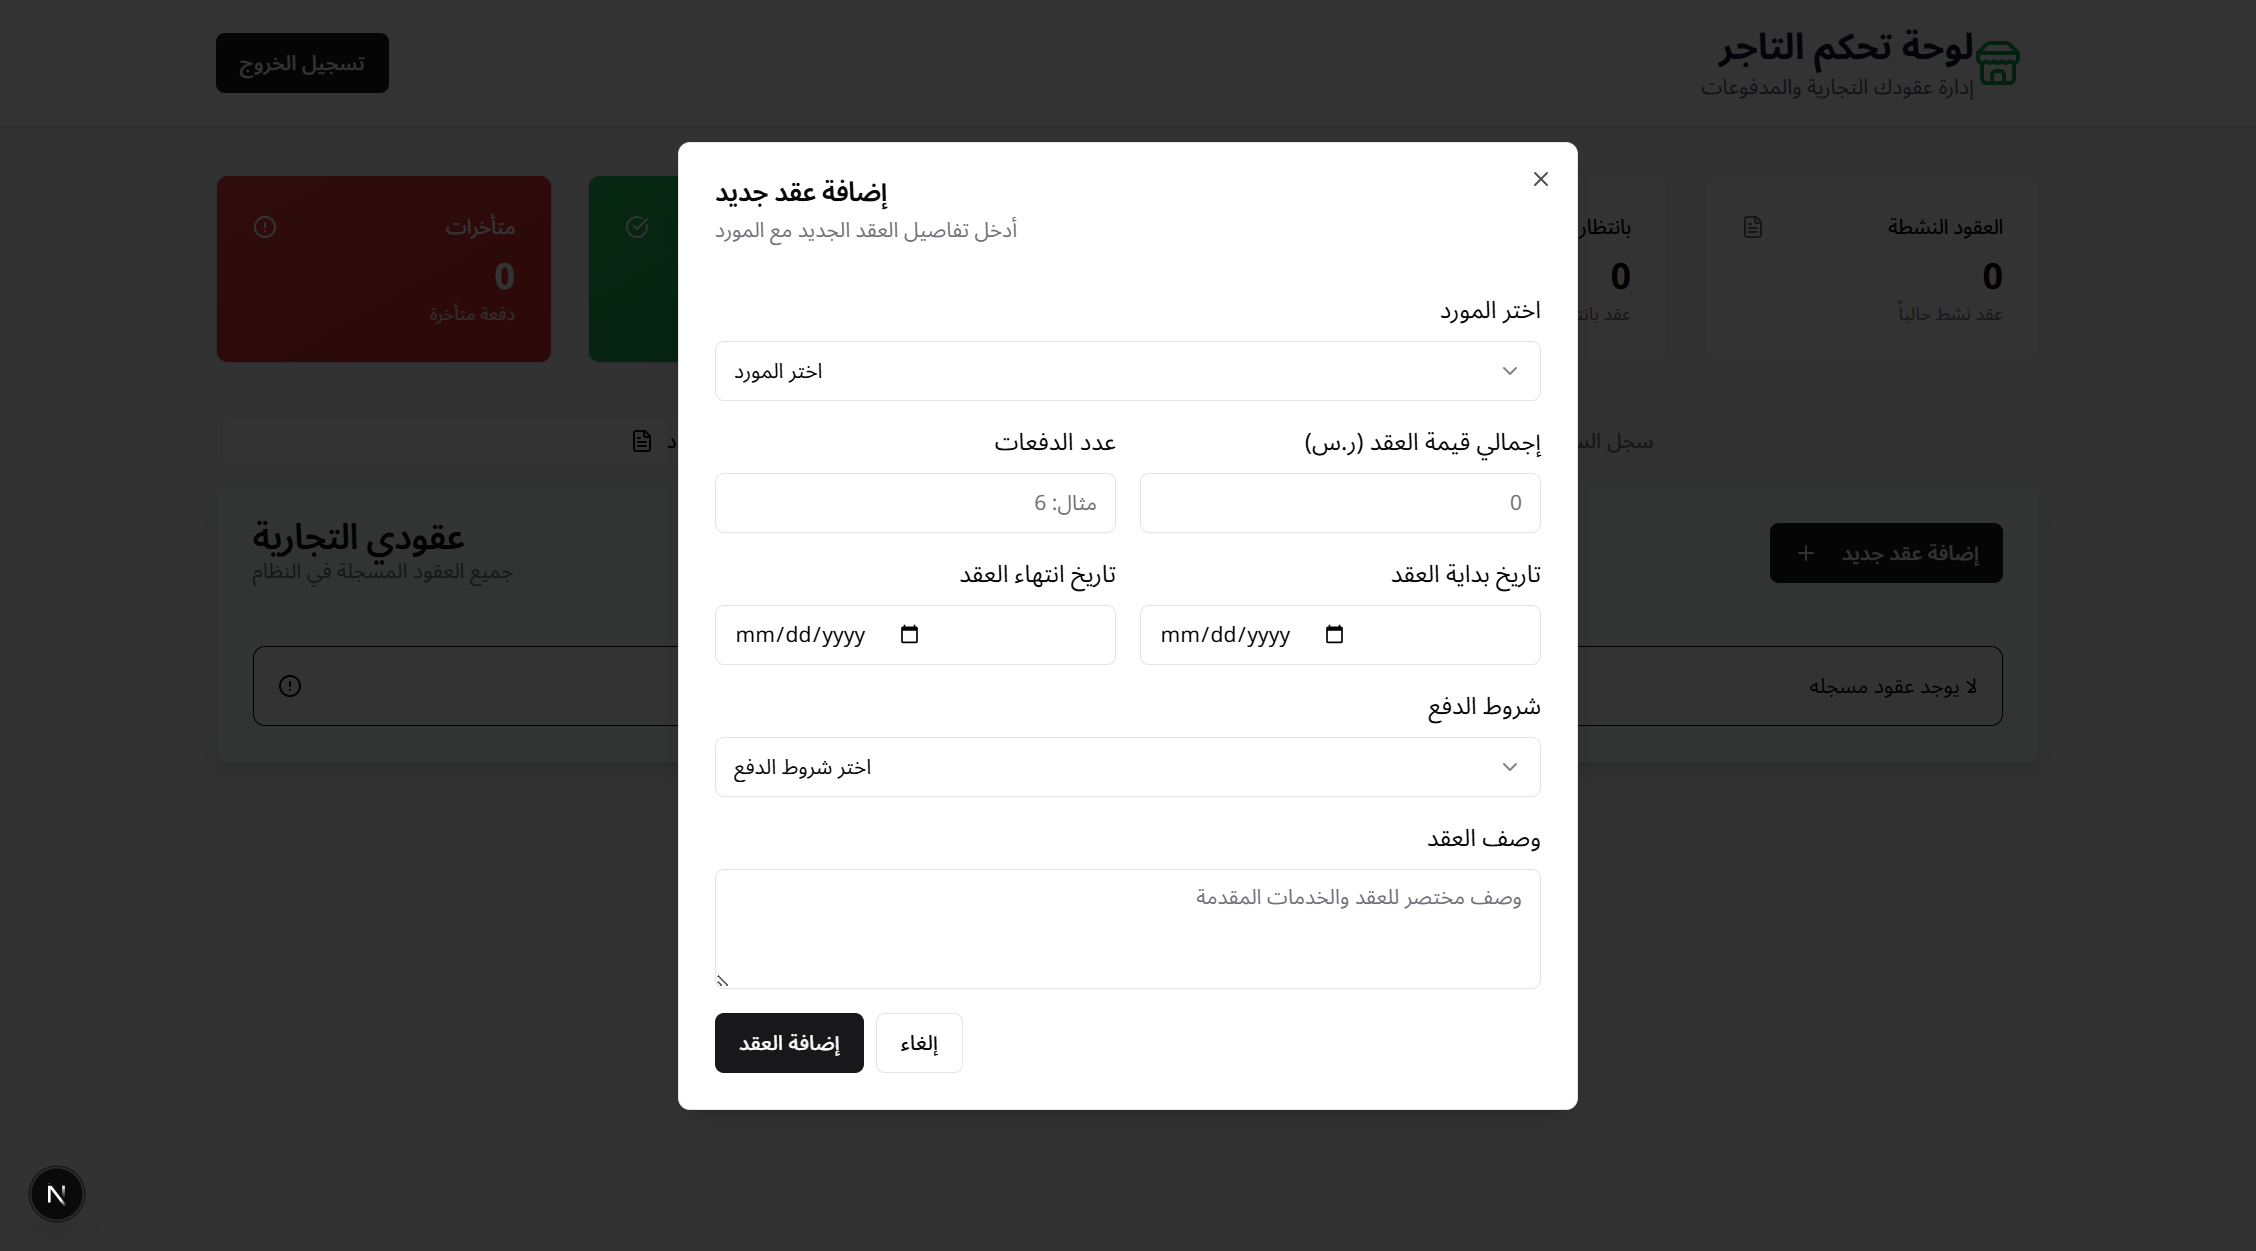 لوحة تحكم التاجر
إدارة عقودك التجارية والمدفوعات
تسجيل الخروج
العقود النشطة
0
عقد نشط حالياً
بانتظار
0
عقد
متأخرات
0
دفعة متأخرة
سجل
إضافة عقد جديد
عقودي التجارية
جميع العقود المسجلة في النظام
لا يوجد عقود مسجله
إضافة عقد جديد
أدخل تفاصيل العقد الجديد مع المورد
اختر المورد
اختر المورد
إجمالي قيمة العقد (ر.س)
0
عدد الدفعات
مثال: 6
تاريخ بداية العقد
mm/dd/yyyy
تاريخ انتهاء العقد
mm/dd/yyyy
شروط الدفع
اختر شروط الدفع
وصف العقد
وصف مختصر للعقد والخدمات المقدمة
إلغاء
إضافة العقد
N